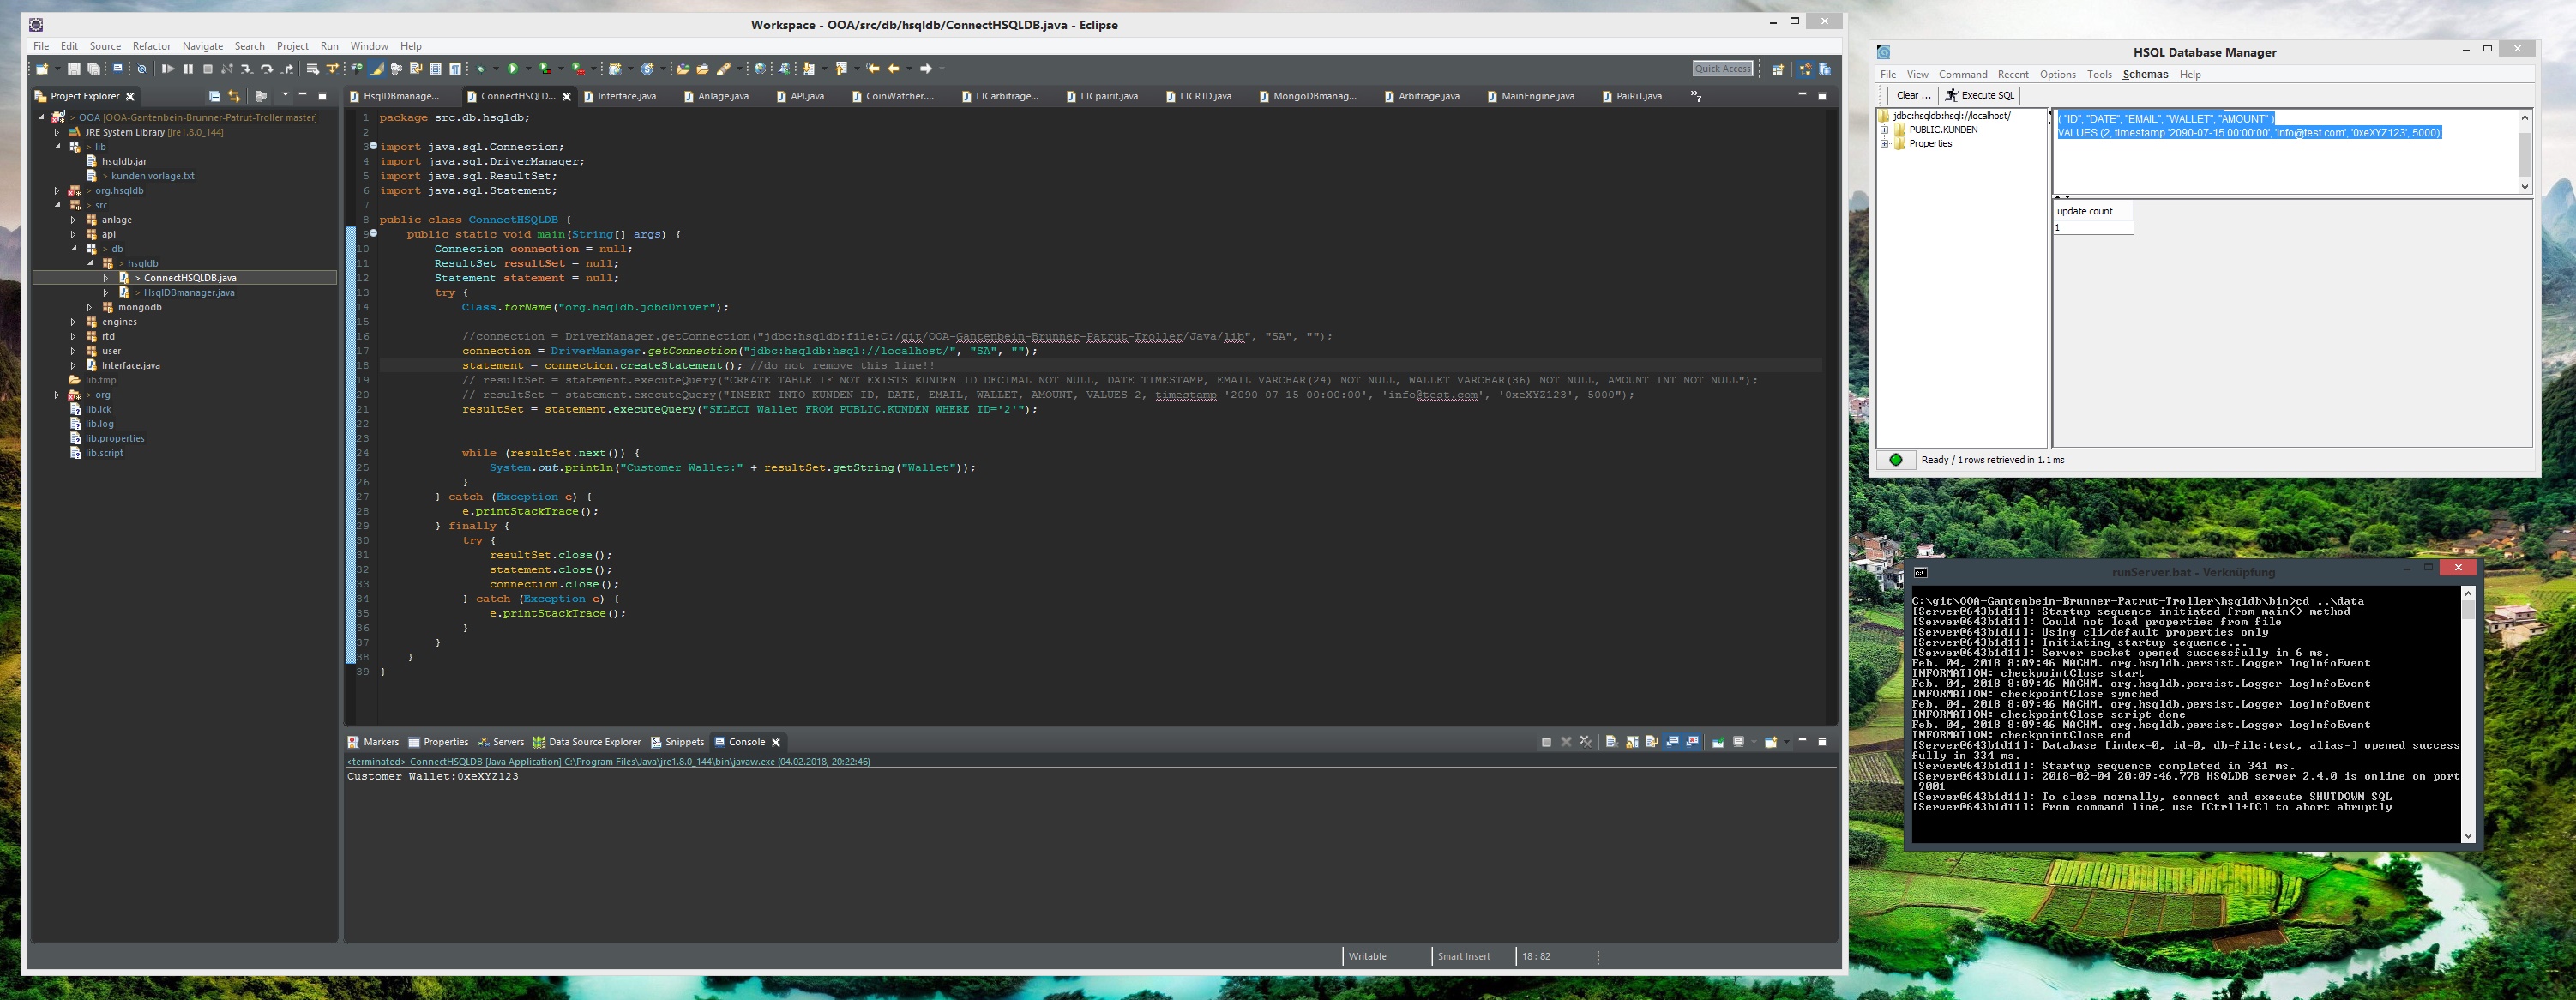 Workspace - OOA/src/db/hsqldb/ConnectHSQLDB.java - Eclipse
File Edit Source Refactor Navigate Search Project Run Window Help
Quick Access
Project Explorer
> OOA [OOA-Gantenbein-Brunner-Patrut-Troller master]
JRE System Library [jre1.8.0_144]
> lib
hsqldb.jar
> kunden.vorlage.txt
> org.hsqldb
> src
anlage
api
> db
> hsqldb
> ConnectHSQLDB.java
> HsqlDBmanager.java
mongodb
engines
rtd
user
Interface.java
lib.tmp
> org
lib.lck
lib.log
lib.properties
lib.script
HsqlDBmanage... ConnectHSQLD... Interface.java Anlage.java API.java CoinWatcher.... LTCarbitrage... LTCpairit.java LTCRTD.java MongoDBmanag... Arbitrage.java MainEngine.java PaiRiT.java »7
1 package src.db.hsqldb;
2
3 import java.sql.Connection;
4 import java.sql.DriverManager;
5 import java.sql.ResultSet;
6 import java.sql.Statement;
7
8 public class ConnectHSQLDB {
9 public static void main(String[] args) {
10 Connection connection = null;
11 ResultSet resultSet = null;
12 Statement statement = null;
13 try {
14 Class.forName("org.hsqldb.jdbcDriver");
15
16 //connection = DriverManager.getConnection("jdbc:hsqldb:file:C:/git/OOA-Gantenbein-Brunner-Patrut-Troller/Java/lib", "SA", "");
17 connection = DriverManager.getConnection("jdbc:hsqldb:hsql://localhost/", "SA", "");
18 statement = connection.createStatement(); //do not remove this line!!
19 // resultSet = statement.executeQuery("CREATE TABLE IF NOT EXISTS KUNDEN ID DECIMAL NOT NULL, DATE TIMESTAMP, EMAIL VARCHAR(24) NOT NULL, WALLET VARCHAR(36) NOT NULL, AMOUNT INT NOT NULL");
20 // resultSet = statement.executeQuery("INSERT INTO KUNDEN ID, DATE, EMAIL, WALLET, AMOUNT, VALUES 2, timestamp '2090-07-15 00:00:00', 'info@test.com', '0xeXYZ123', 5000");
21 resultSet = statement.executeQuery("SELECT Wallet FROM PUBLIC.KUNDEN WHERE ID='2'");
22
23
24 while (resultSet.next()) {
25 System.out.println("Customer Wallet:" + resultSet.getString("Wallet"));
26 }
27 } catch (Exception e) {
28 e.printStackTrace();
29 } finally {
30 try {
31 resultSet.close();
32 statement.close();
33 connection.close();
34 } catch (Exception e) {
35 e.printStackTrace();
36 }
37 }
38 }
39 }
Markers Properties Servers Data Source Explorer Snippets Console
<terminated> ConnectHSQLDB [Java Application] C:\Program Files\Java\jre1.8.0_144\bin\javaw.exe (04.02.2018, 20:22:46)
Customer Wallet:0xeXYZ123
Writable Smart Insert 18 : 82
HSQL Database Manager
File View Command Recent Options Tools Schemas Help
Clear ... Execute SQL
jdbc:hsqldb:hsql://localhost/
PUBLIC.KUNDEN
Properties
( "ID", "DATE", "EMAIL", "WALLET", "AMOUNT" )
VALUES (2, timestamp '2090-07-15 00:00:00', 'info@test.com', '0xeXYZ123', 5000);
update count
1
Ready / 1 rows retrieved in 1.1 ms
runServer.bat - Verknüpfung
C:\git\OOA-Gantenbein-Brunner-Patrut-Troller\hsqldb\bin>cd ..\data
[Server@643b1d11]: Startup sequence initiated from main() method
[Server@643b1d11]: Could not load properties from file
[Server@643b1d11]: Using cli/default properties only
[Server@643b1d11]: Initiating startup sequence...
[Server@643b1d11]: Server socket opened successfully in 6 ms.
Feb. 04, 2018 8:09:46 NACHM. org.hsqldb.persist.Logger logInfoEvent
INFORMATION: checkpointClose start
Feb. 04, 2018 8:09:46 NACHM. org.hsqldb.persist.Logger logInfoEvent
INFORMATION: checkpointClose synched
Feb. 04, 2018 8:09:46 NACHM. org.hsqldb.persist.Logger logInfoEvent
INFORMATION: checkpointClose script done
Feb. 04, 2018 8:09:46 NACHM. org.hsqldb.persist.Logger logInfoEvent
INFORMATION: checkpointClose end
[Server@643b1d11]: Database [index=0, id=0, db=file:test, alias=] opened success
fully in 334 ms.
[Server@643b1d11]: Startup sequence completed in 341 ms.
[Server@643b1d11]: 2018-02-04 20:09:46.778 HSQLDB server 2.4.0 is online on port
9001
[Server@643b1d11]: To close normally, connect and execute SHUTDOWN SQL
[Server@643b1d11]: From command line, use [Ctrl]+[C] to abort abruptly